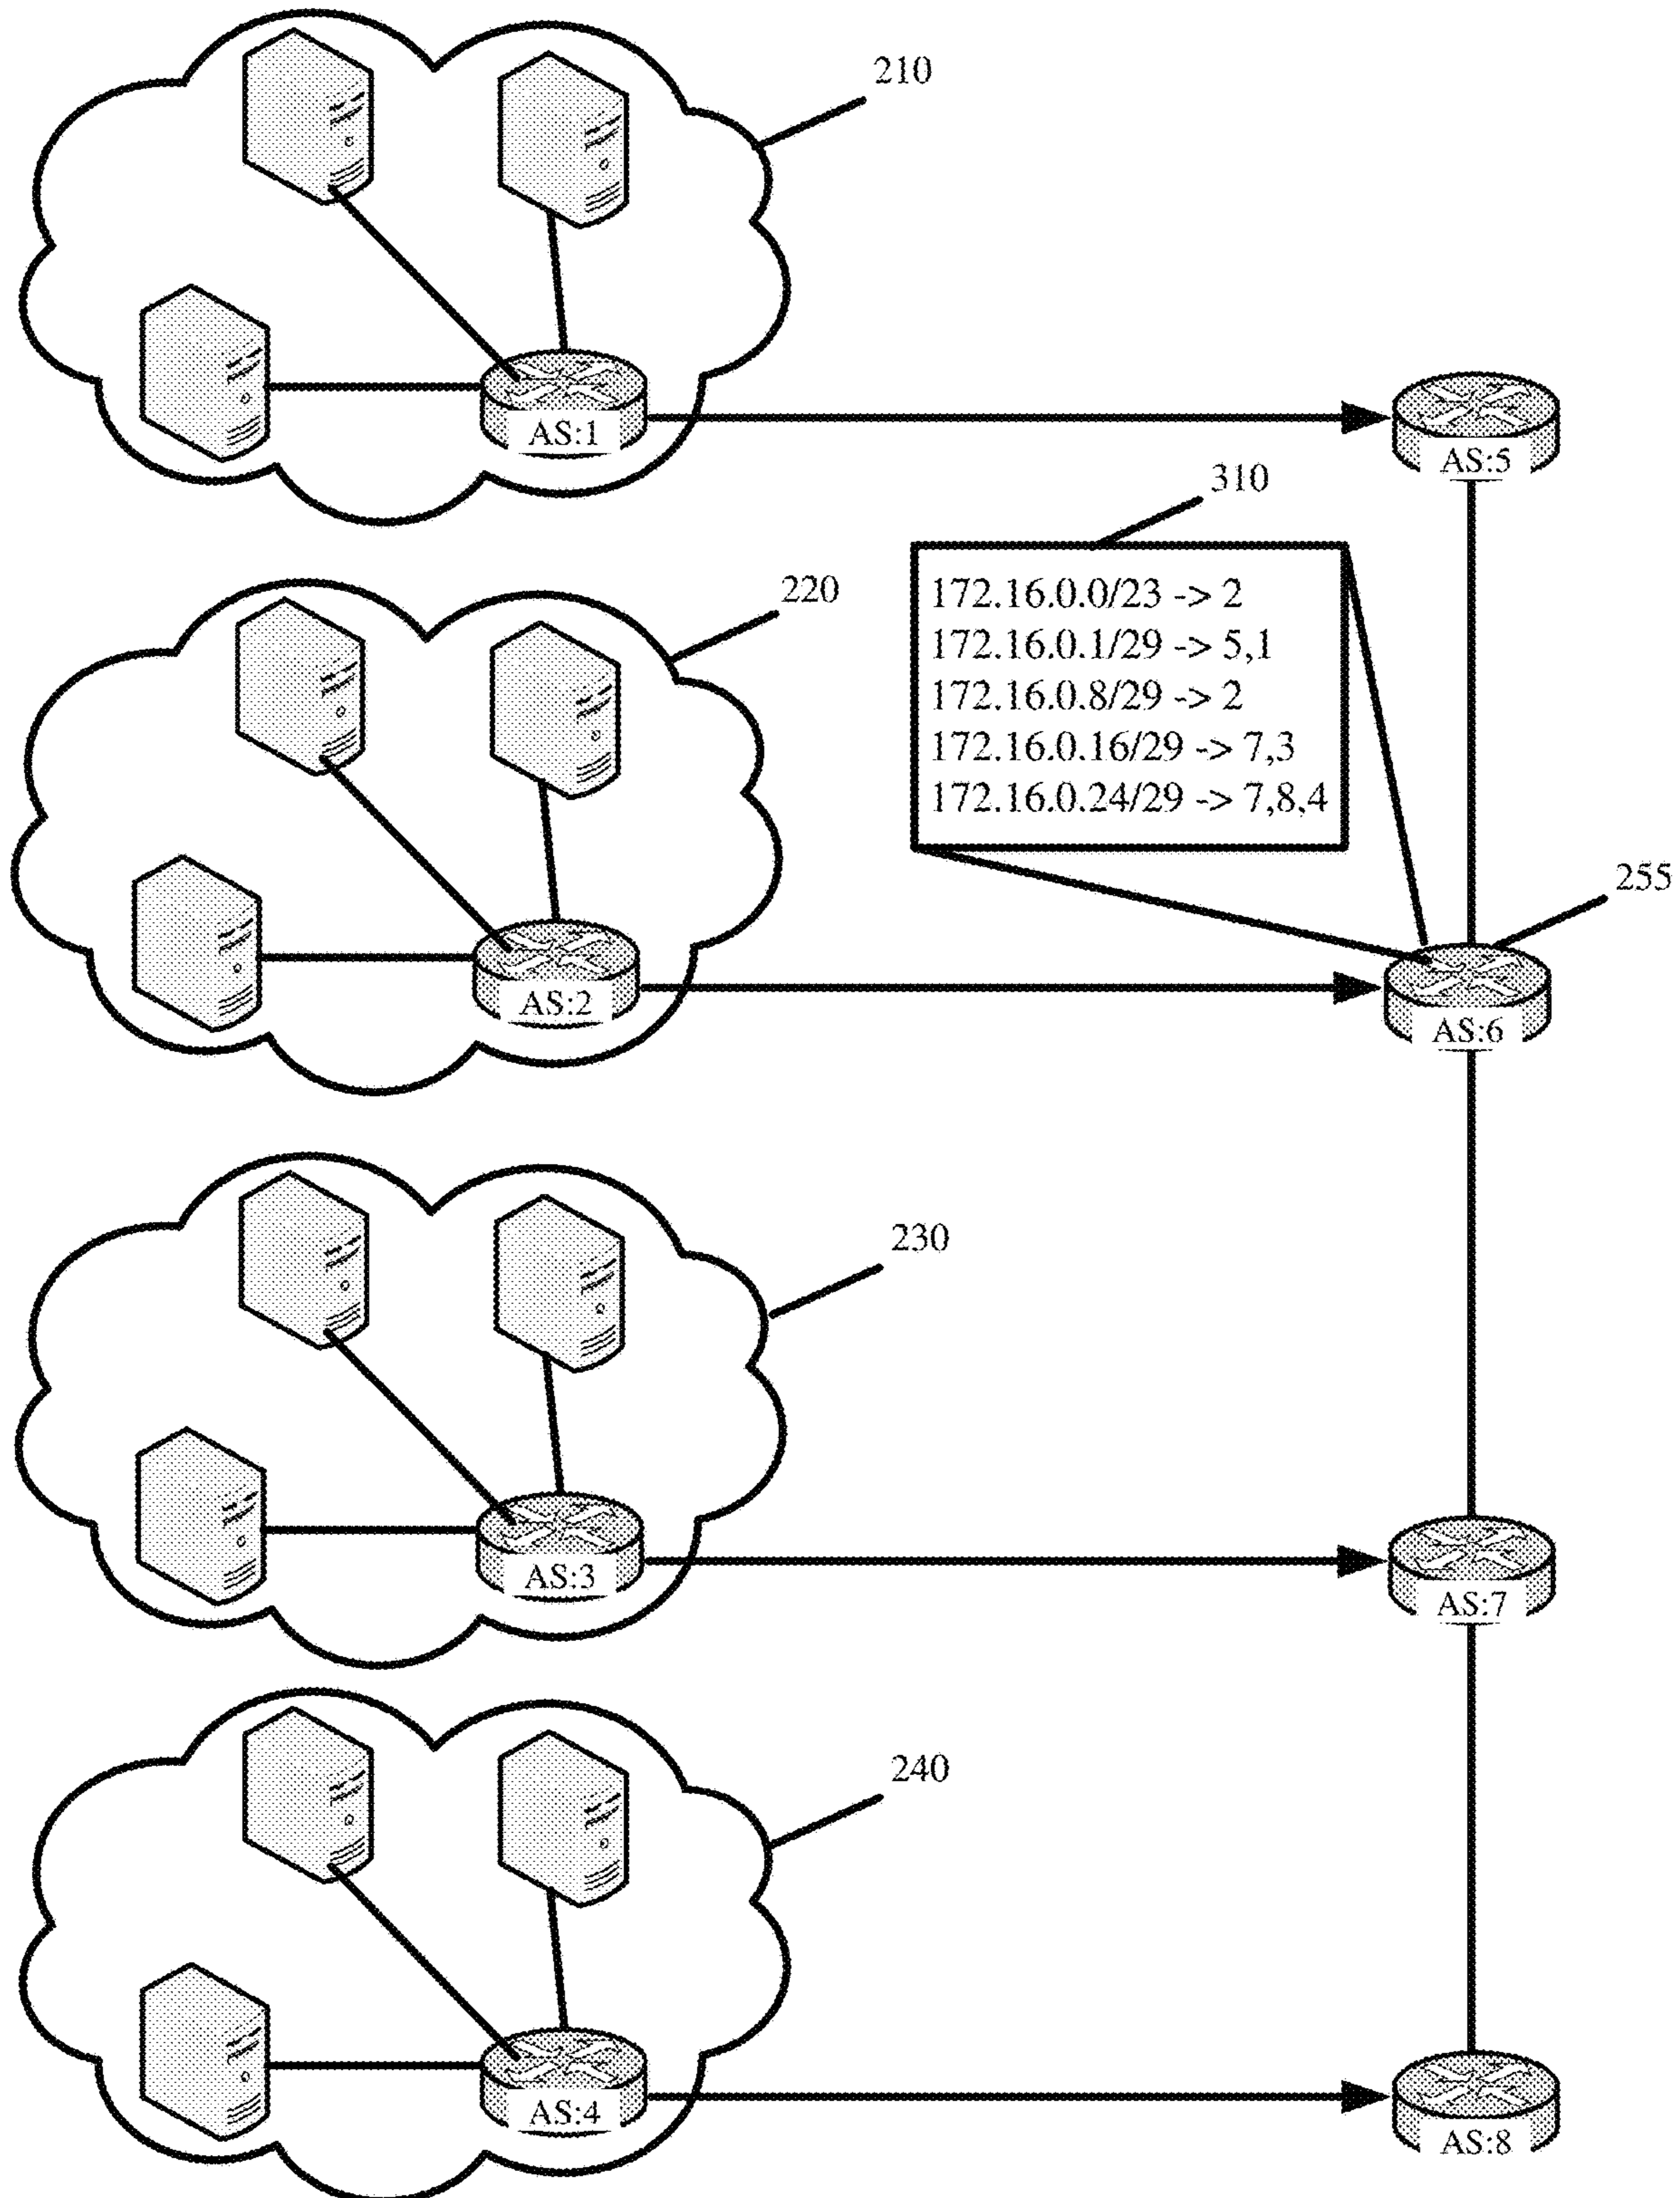 210
AS:1
AS:5
310
172.16.0.0/23 -> 2
172.16.0.1/29 -> 5,1
172.16.0.8/29 -> 2
172.16.0.16/29 -> 7,3
172.16.0.24/29 -> 7,8,4
220
255
AS:2
AS:6
230
AS:3
AS:7
240
AS:4
AS:8